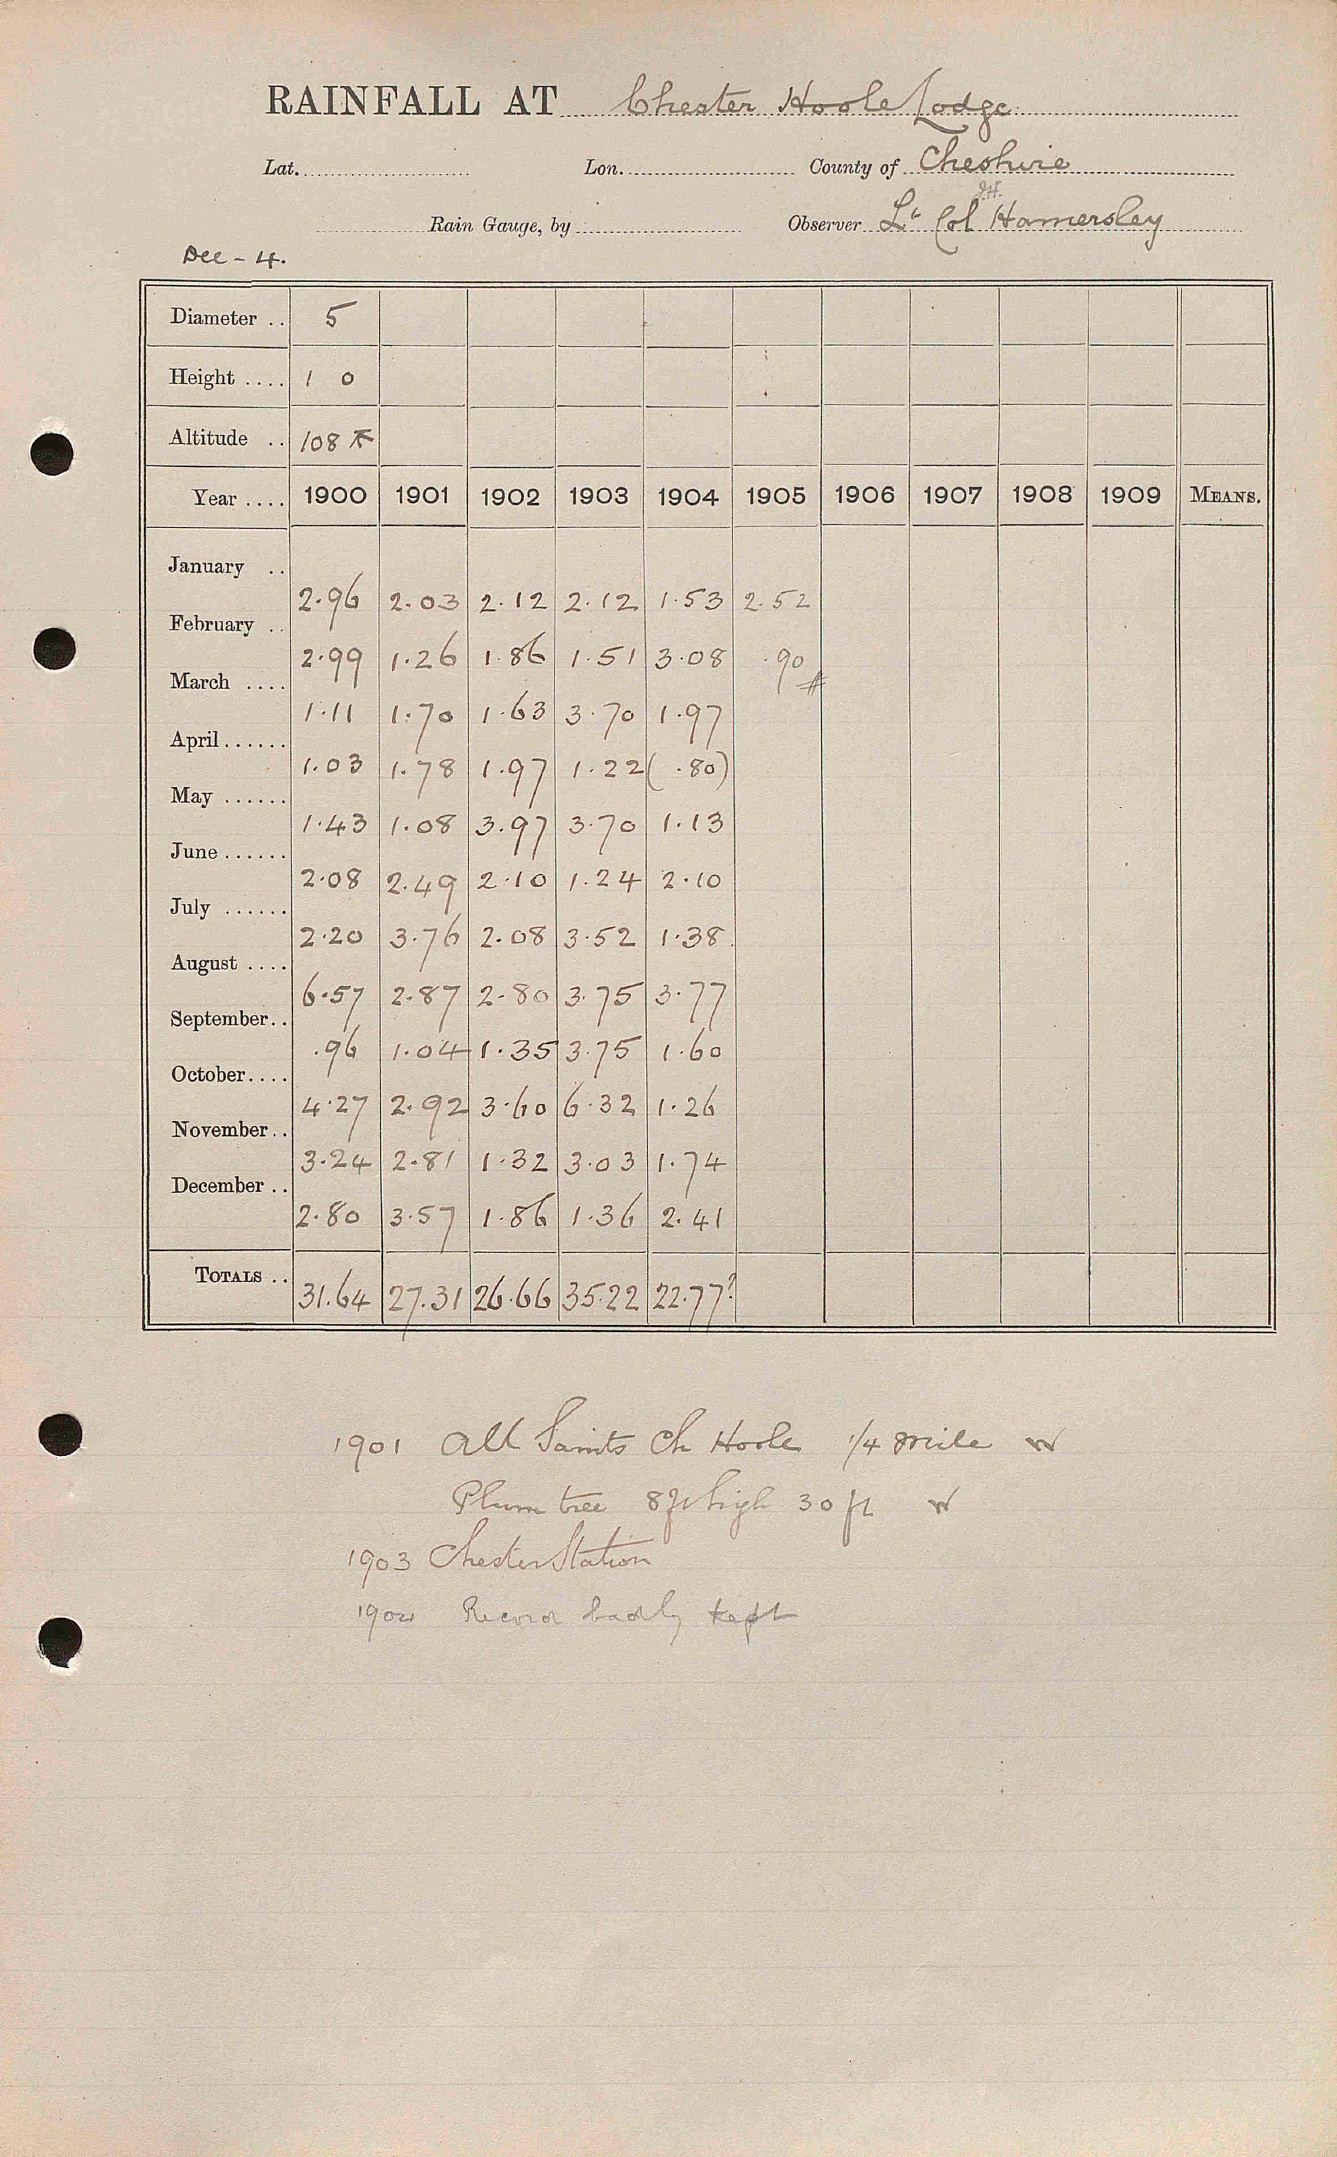 RAINFALL AT Chester Hoole Lodge
Lat. Lon. County of Cheshire
J.H.
Rain Gauge, by Observer Lt Col Hamersley
Dec - 4.
Diameter .. 5
Height .... 1 0
Altitude .. 108
Year .... 1900 1901 1902 1903 1904 1905 1906 1907 1908 1909 MEANS.
January .. 2.96 2.03 2.12 2.12 1.53 2.52
February .. 2.99 1.26 1.86 1.51 3.08 .90 #
March .... 1.11 1.70 1.63 3.70 1.97
April...... 1.03 1.78 1.97 1.22 (.80)
May ...... 1.43 1.08 3.97 3.70 1.13
June...... 2.08 2.49 2.10 1.24 2.10
July ...... 2.20 3.76 2.08 3.52 1.38
August .... 6.57 2.87 2.80 3.75 3.77
September.. .96 1.04 1.35 3.75 1.60
October.... 4.27 2.92 3.60 6.32 1.26
November.. 3.24 2.81 1.32 3.03 1.74
December .. 2.80 3.57 1.86 1.36 2.41
TOTALS .. 31.64 27.31 26.66 35.22 22.77?
1901 All Saints Ch Hoole 1/4 mile W
Plum tree 8ft high 30 ft W
1903 Chester Station
1904 Record badly kept